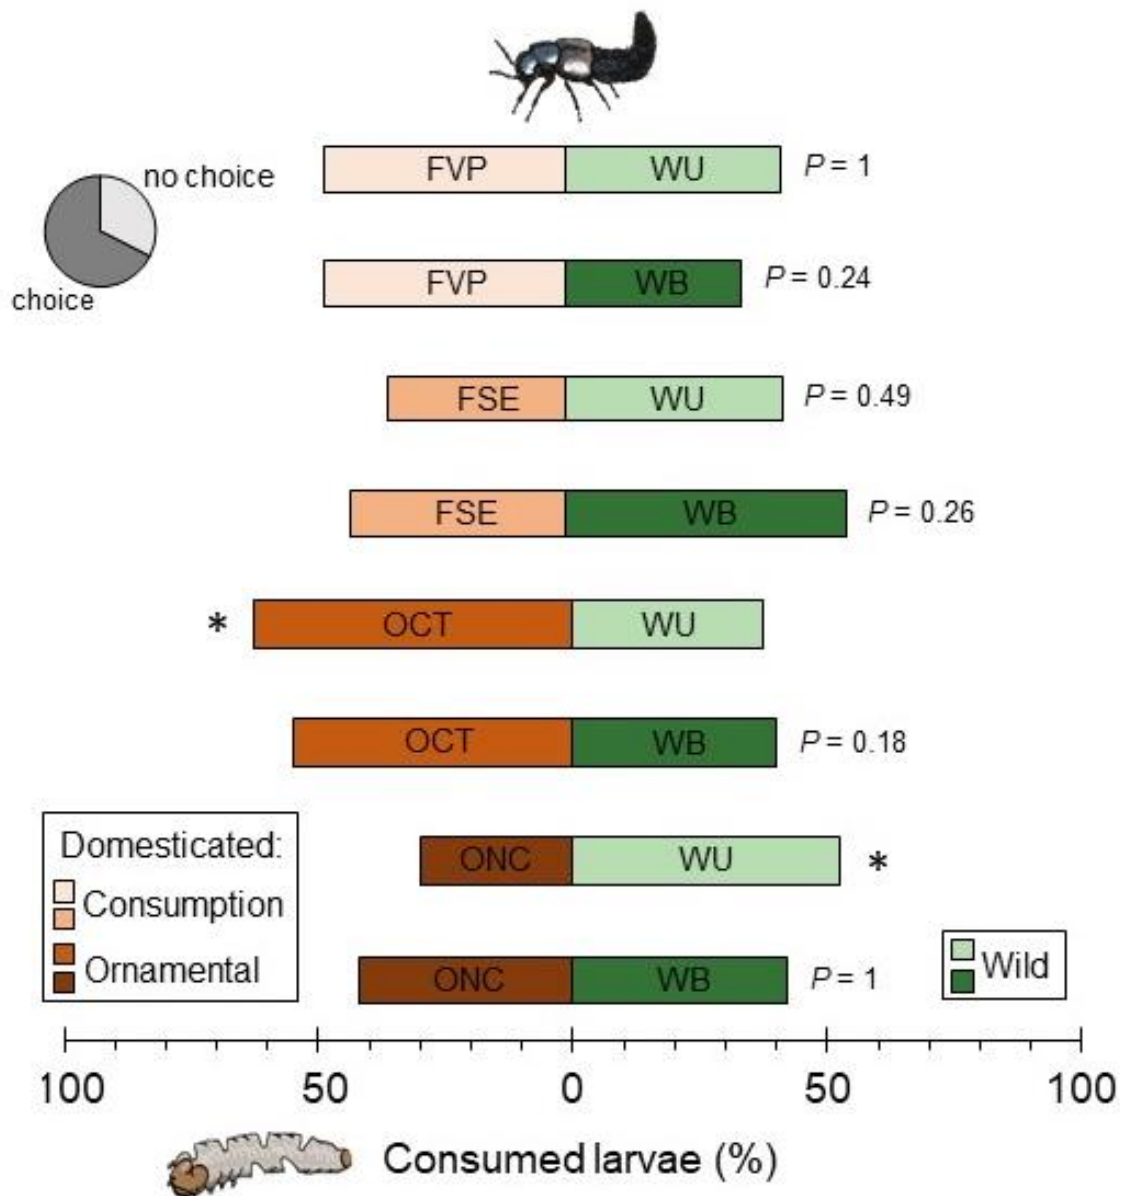 FVP WU P = 1
no choice
choice
FVP WB P = 0.24
FSE WU P = 0.49
FSE WB P = 0.26
* OCT WU
OCT WB P = 0.18
Domesticated:
Consumption
Ornamental
ONC WU *
Wild
ONC WB P = 1
100 50 0 50 100
Consumed larvae (%)